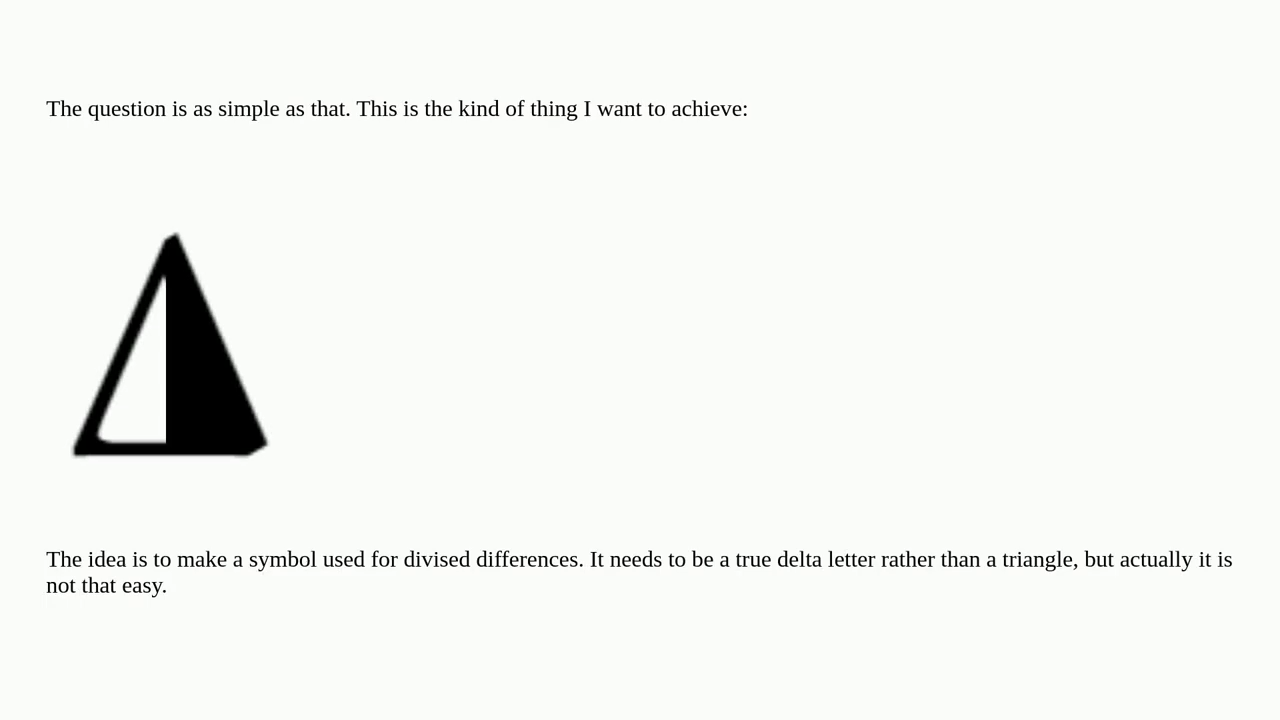 The question is as simple as that. This is the kind of thing I want to achieve:
The idea is to make a symbol used for divised differences. It needs to be a true delta letter rather than a triangle, but actually it is
not that easy.